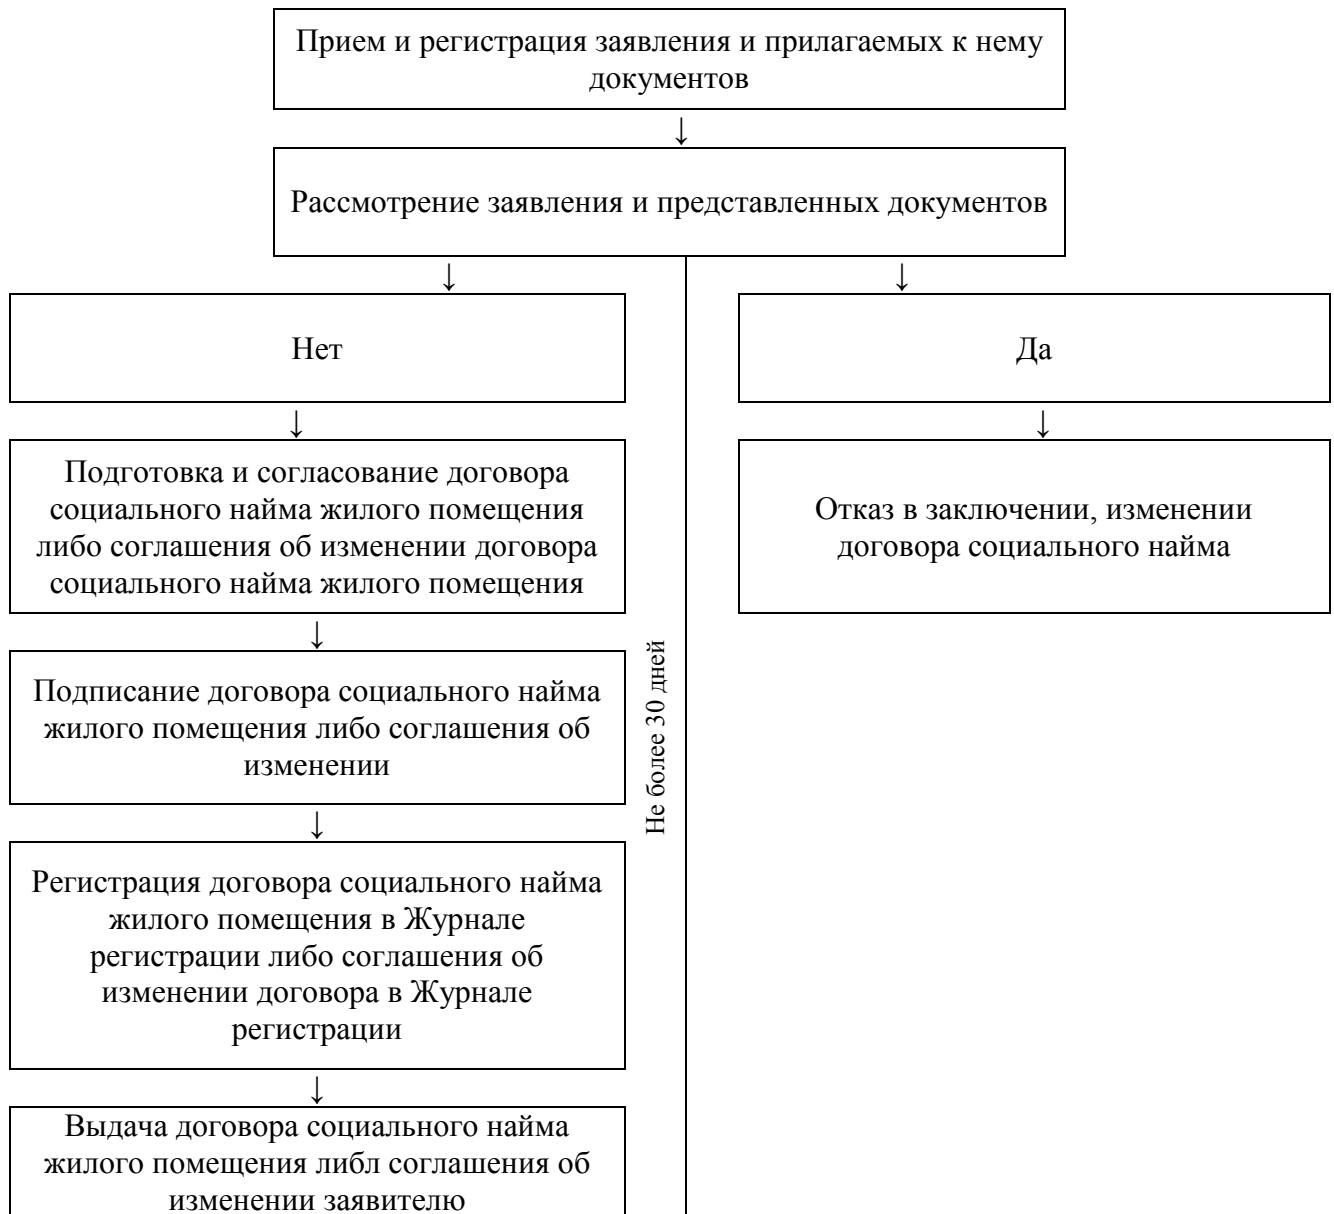 Прием и регистрация заявления и прилагаемых к нему
документов
↓
Рассмотрение заявления и представленных документов
↓
↓
Нет
Да
↓
↓
Подготовка и согласование договора
социального найма жилого помещения
либо соглашения об изменении договора
социального найма жилого помещения
Отказ в заключении, изменении
договора социального найма
↓
Подписание договора социального найма
жилого помещения либо соглашения об
изменении
Не более 30 дней
↓
Регистрация договора социального найма
жилого помещения в Журнале
регистрации либо соглашения об
изменении договора в Журнале
регистрации
↓
Выдача договора социального найма
жилого помещения либл соглашения об
изменении заявителю